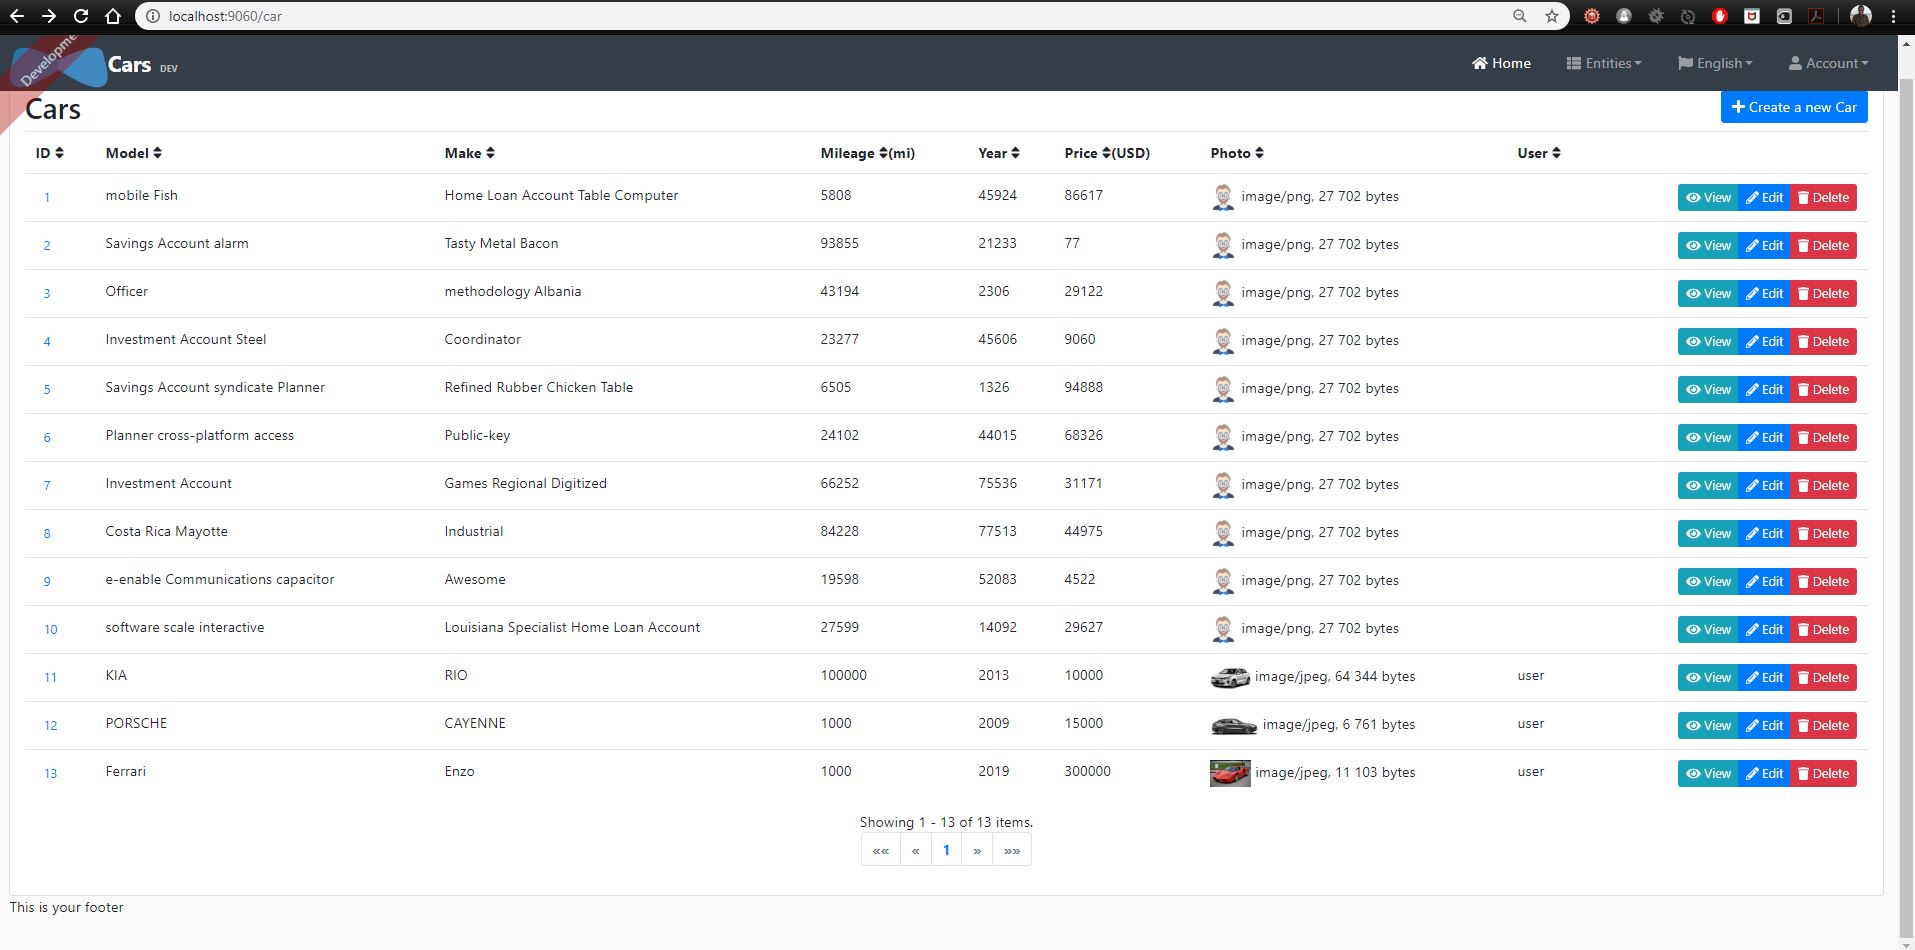 localhost:9060/car
Developme
Cars DEV
Home Entities English Account
Cars
Create a new Car
ID Model Make Mileage (mi) Year Price (USD) Photo User
1 mobile Fish Home Loan Account Table Computer 5808 45924 86617 image/png, 27 702 bytes View Edit Delete
2 Savings Account alarm Tasty Metal Bacon 93855 21233 77 image/png, 27 702 bytes View Edit Delete
3 Officer methodology Albania 43194 2306 29122 image/png, 27 702 bytes View Edit Delete
4 Investment Account Steel Coordinator 23277 45606 9060 image/png, 27 702 bytes View Edit Delete
5 Savings Account syndicate Planner Refined Rubber Chicken Table 6505 1326 94888 image/png, 27 702 bytes View Edit Delete
6 Planner cross-platform access Public-key 24102 44015 68326 image/png, 27 702 bytes View Edit Delete
7 Investment Account Games Regional Digitized 66252 75536 31171 image/png, 27 702 bytes View Edit Delete
8 Costa Rica Mayotte Industrial 84228 77513 44975 image/png, 27 702 bytes View Edit Delete
9 e-enable Communications capacitor Awesome 19598 52083 4522 image/png, 27 702 bytes View Edit Delete
10 software scale interactive Louisiana Specialist Home Loan Account 27599 14092 29627 image/png, 27 702 bytes View Edit Delete
11 KIA RIO 100000 2013 10000 image/jpeg, 64 344 bytes user View Edit Delete
12 PORSCHE CAYENNE 1000 2009 15000 image/jpeg, 6 761 bytes user View Edit Delete
13 Ferrari Enzo 1000 2019 300000 image/jpeg, 11 103 bytes user View Edit Delete
Showing 1 - 13 of 13 items.
«« « 1 » »»
This is your footer